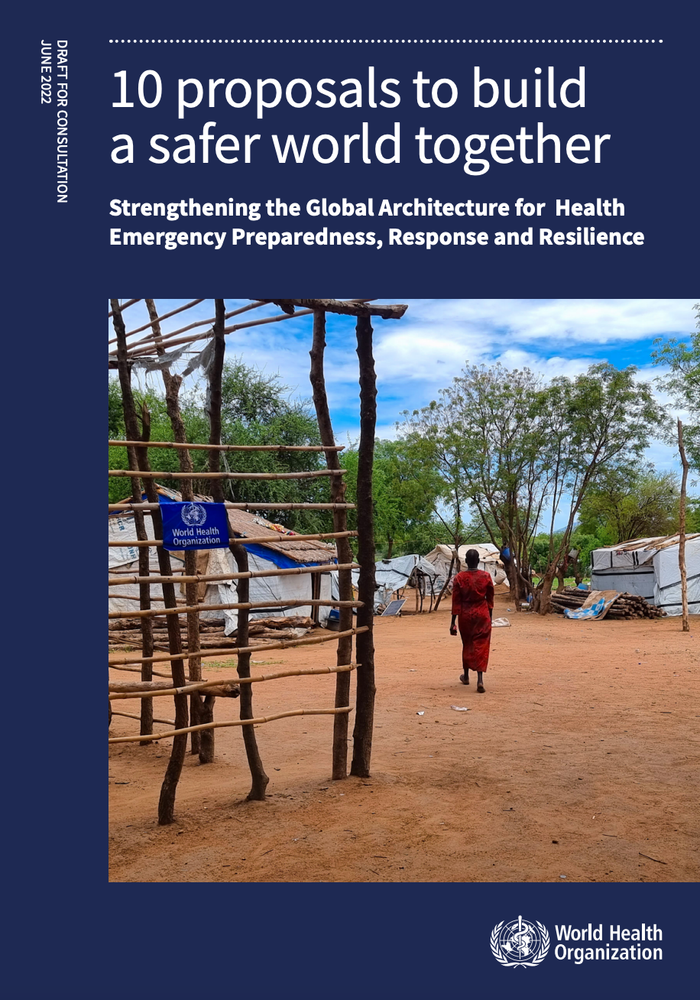 DRAFT FOR CONSULTATION
JUNE 2022
10 proposals to build
a safer world together
Strengthening the Global Architecture for Health
Emergency Preparedness, Response and Resilience
World Health
Organization
World Health
Organization